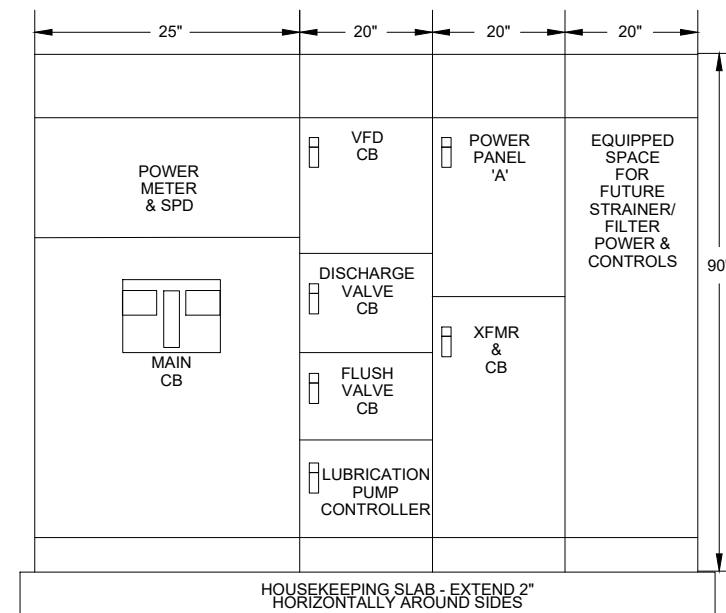 25"
20"
20"
20"
POWER
METER
& SPD
MAIN
CB
VFD
CB
DISCHARGE
VALVE
CB
FLUSH
VALVE
CB
LUBRICATION
PUMP
CONTROLLER
POWER
PANEL
'A'
XFMR
&
CB
EQUIPPED
SPACE
FOR
FUTURE
STRAINER/
FILTER
POWER &
CONTROLS
90"
HOUSEKEEPING SLAB - EXTEND 2"
HORIZONTALLY AROUND SIDES